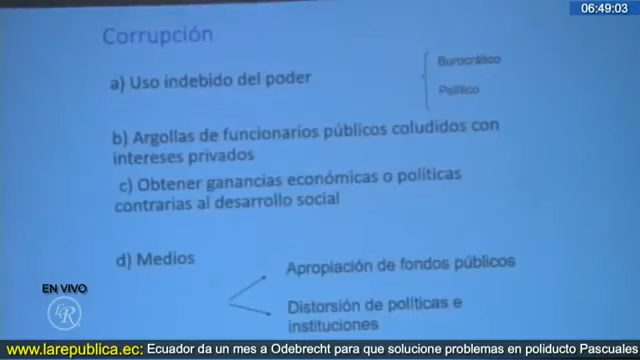 06:49:03
Corrupción
a) Uso indebido del poder
Burocrático
Político
b) Argollas de funcionarios públicos coludidos con
intereses privados
c) Obtener ganancias económicas o políticas
contrarias al desarrollo social
d) Medios
Apropiación de fondos públicos
Distorsión de políticas e
instituciones
EN VIVO
LR
www.larepublica.ec: Ecuador da un mes a Odebrecht para que solucione problemas en poliducto Pascuales